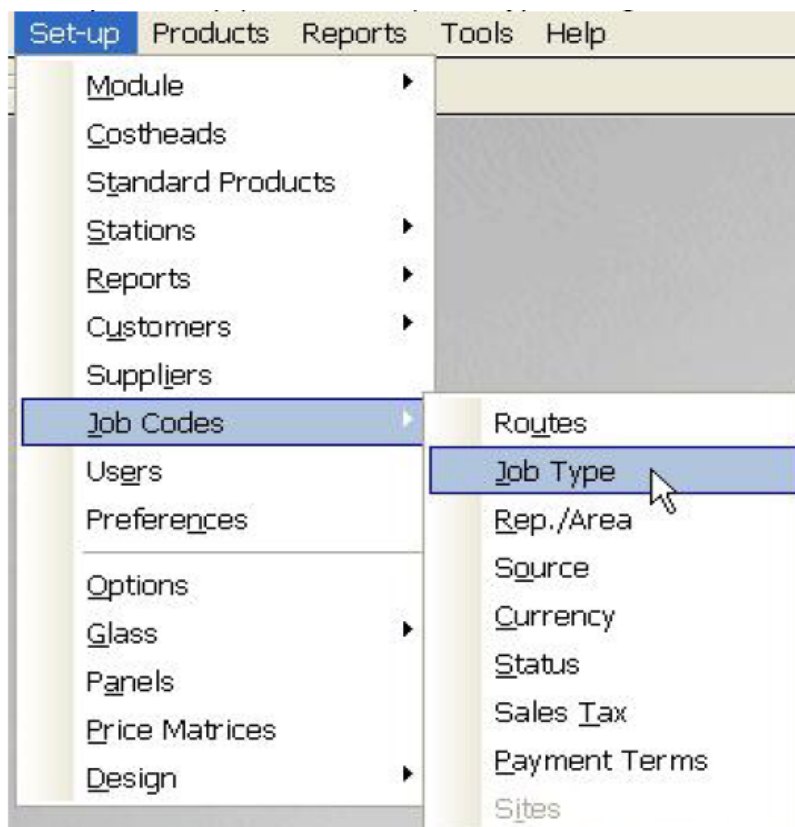 Set-up Products Reports Tools Help
Module
Costheads
Standard Products
Stations
Reports
Customers
Suppliers
Job Codes
Users
Preferences
Options
Glass
Panels
Price Matrices
Design
Routes
Job Type
Rep./Area
Source
Currency
Status
Sales Tax
Payment Terms
Sites